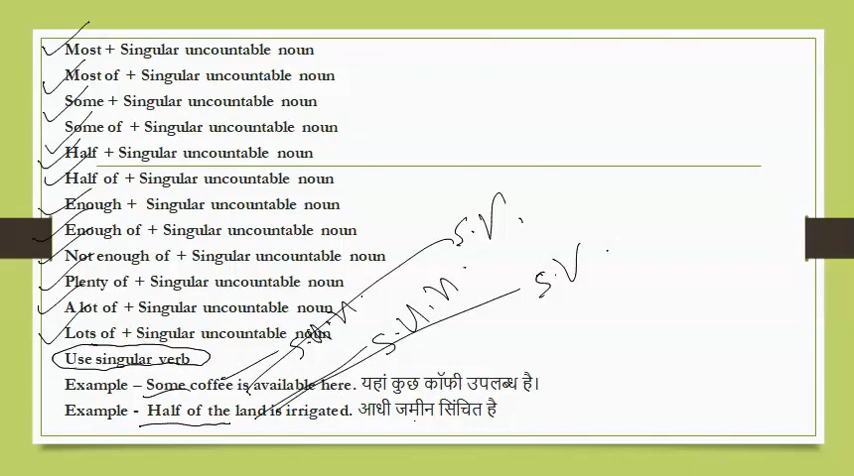 Most + Singular uncountable noun
Most of + Singular uncountable noun
Some + Singular uncountable noun
Some of + Singular uncountable noun
Half + Singular uncountable noun
Half of + Singular uncountable noun
Enough + Singular uncountable noun
Enough of + Singular uncountable noun
Not enough of + Singular uncountable noun
Plenty of + Singular uncountable noun
A lot of + Singular uncountable noun
Lots of + Singular uncountable noun
Use singular verb
Example – Some coffee is available here. यहां कुछ कॉफी उपलब्ध है।
Example - Half of the land is irrigated. आधी जमीन सिंचित है
S.V.
S.V.
S.U.N.
S.U.N.